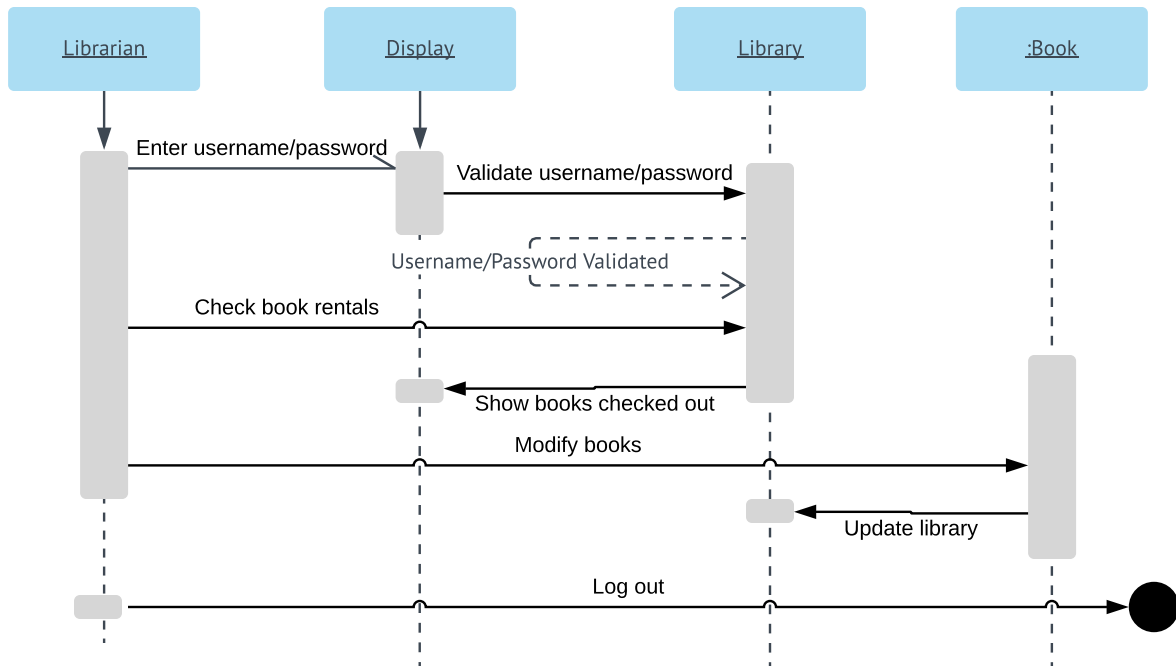 Librarian
Display
Library
:Book
Enter username/password
Validate username/password
Username/Password Validated
Check book rentals
Show books checked out
Modify books
Update library
Log out